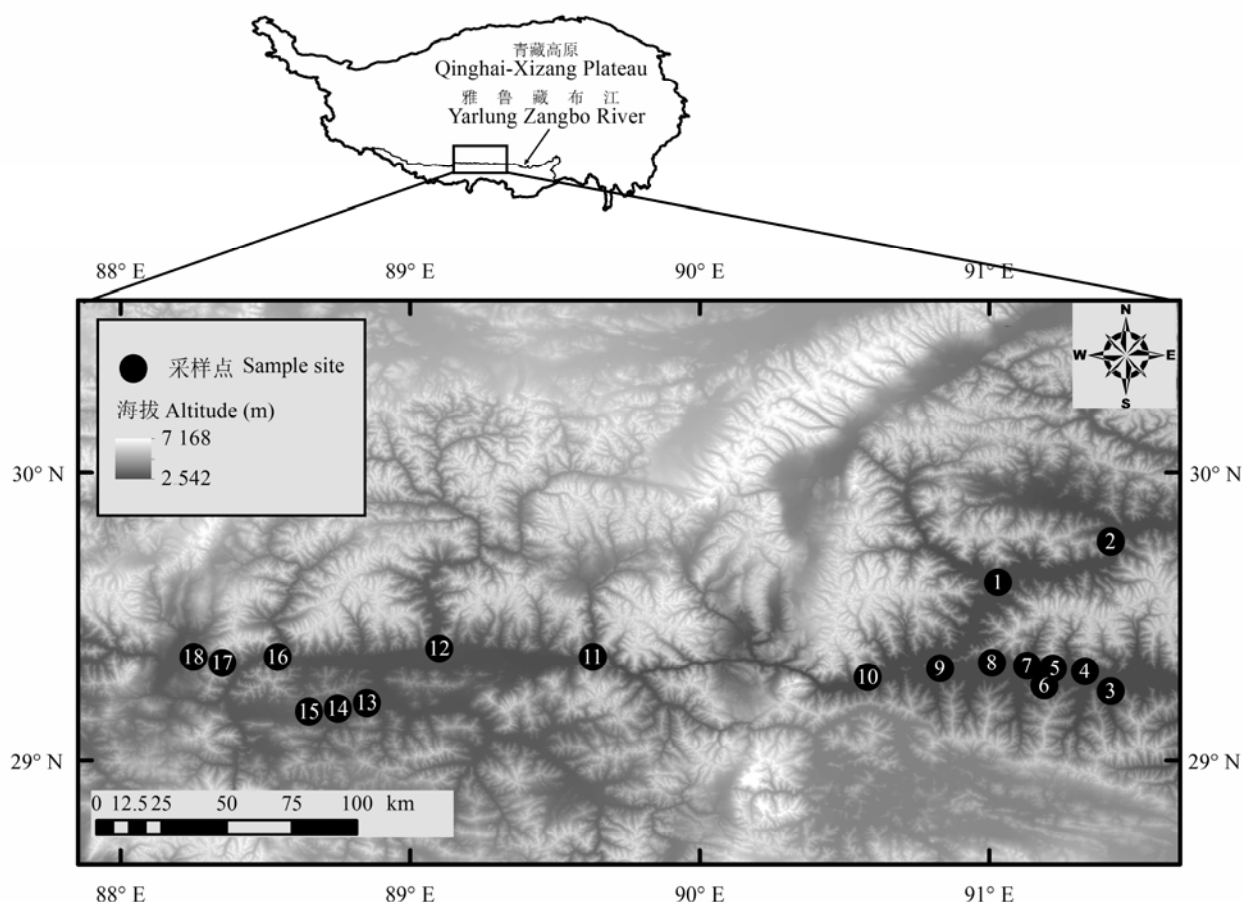 青藏高原
Qinghai-Xizang Plateau
雅鲁藏布江
Yarlung Zangbo River
88° E 89° E 90° E 91° E
N
W E
S
采样点 Sample site
海拔 Altitude (m)
7 168
2 542
30° N 30° N
2
1
18 17 16 12 11 10 9 8 7 5 4
6 3
15 14 13
29° N 29° N
0 12.5 25 50 75 100 km
88° E 89° E 90° E 91° E